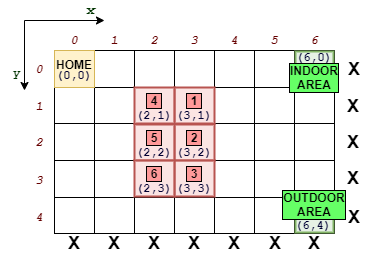 x
y
0 1 2 3 4 5 6
0
HOME
(0,0)
(6,0)
INDOOR
AREA
X
1
4
(2,1)
1
(3,1)
X
2
5
(2,2)
2
(3,2)
X
3
6
(2,3)
3
(3,3)
X
4
OUTDOOR
AREA
(6,4)
X
X X X X X X X